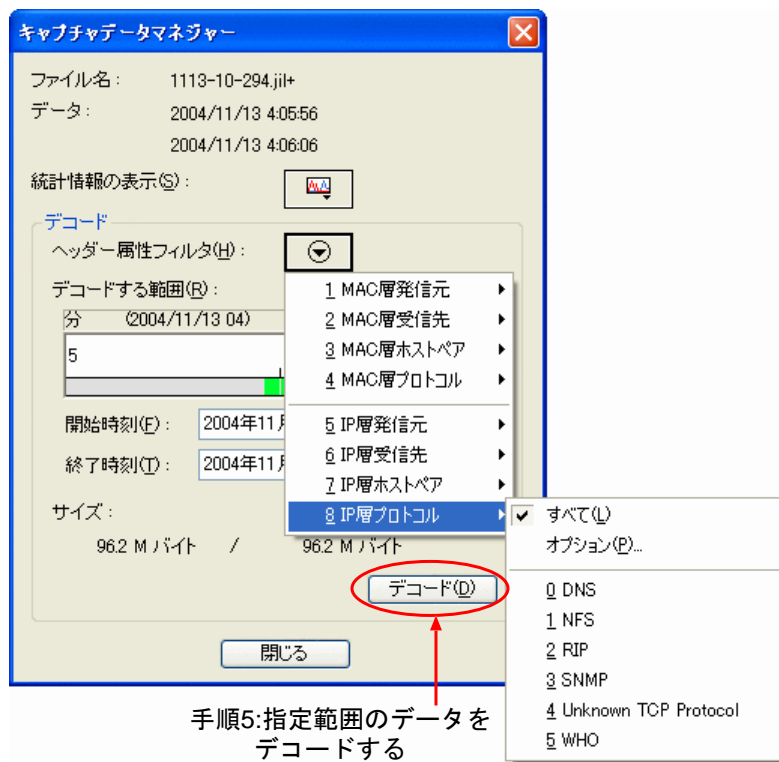 キャプチャデータマネジャー
ファイル名: 1113-10-294.jil+
データ: 2004/11/13 4:05:56
2004/11/13 4:06:06
統計情報の表示(S):
デコード
ヘッダー属性フィルタ(H):
デコードする範囲(R):
分 (2004/11/13 04)
5
開始時刻(F): 2004年11月
終了時刻(T): 2004年11月
サイズ:
96.2 M バイト / 96.2 M バイト
デコード(D)
閉じる
1 MAC層発信元
2 MAC層受信先
3 MAC層ホストペア
4 MAC層プロトコル
5 IP層発信元
6 IP層受信先
7 IP層ホストペア
8 IP層プロトコル
すべて(L)
オプション(P)...
0 DNS
1 NFS
2 RIP
3 SNMP
4 Unknown TCP Protocol
5 WHO
手順5:指定範囲のデータを
デコードする